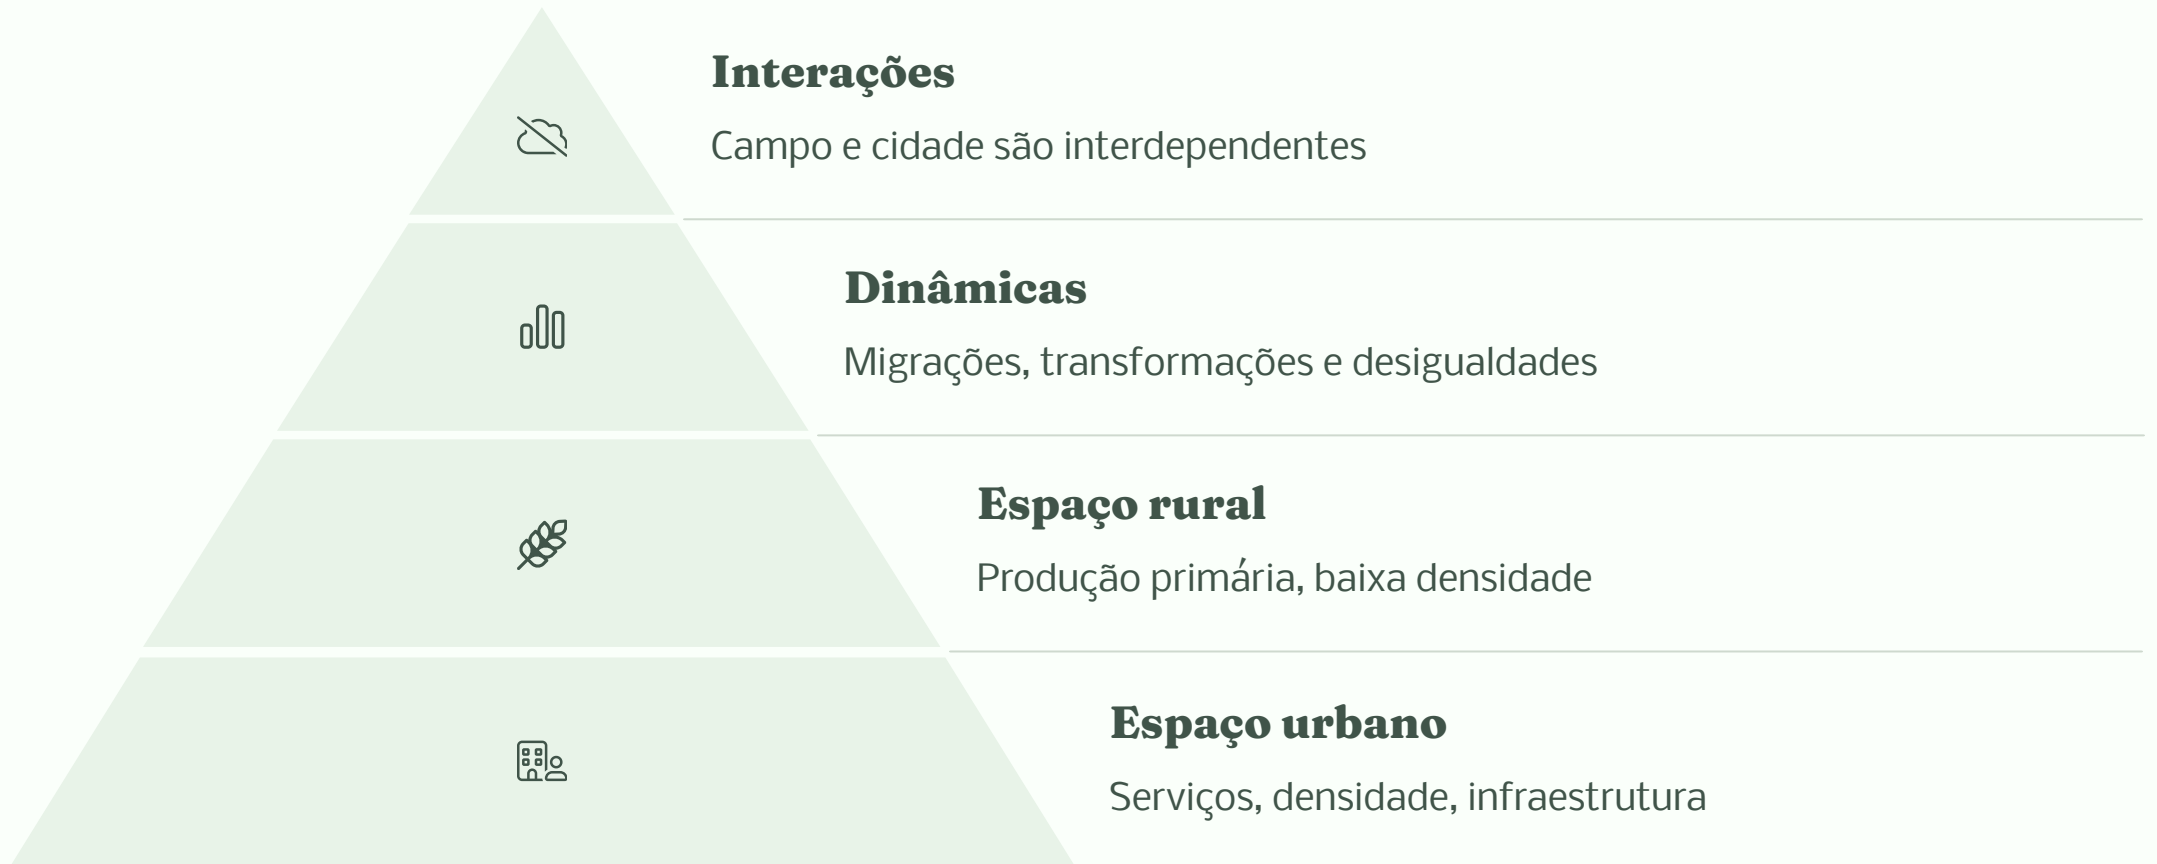 Interações
Campo e cidade são interdependentes
Dinâmicas
Migrações, transformações e desigualdades
Espaço rural
Produção primária, baixa densidade
Espaço urbano
Serviços, densidade, infraestrutura